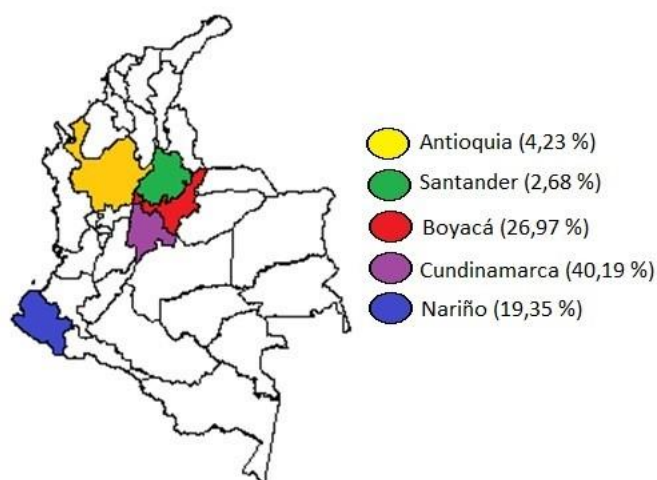 Antioquia (4,23 %)
Santander (2,68 %)
Boyacá (26,97 %)
Cundinamarca (40,19 %)
Nariño (19,35 %)